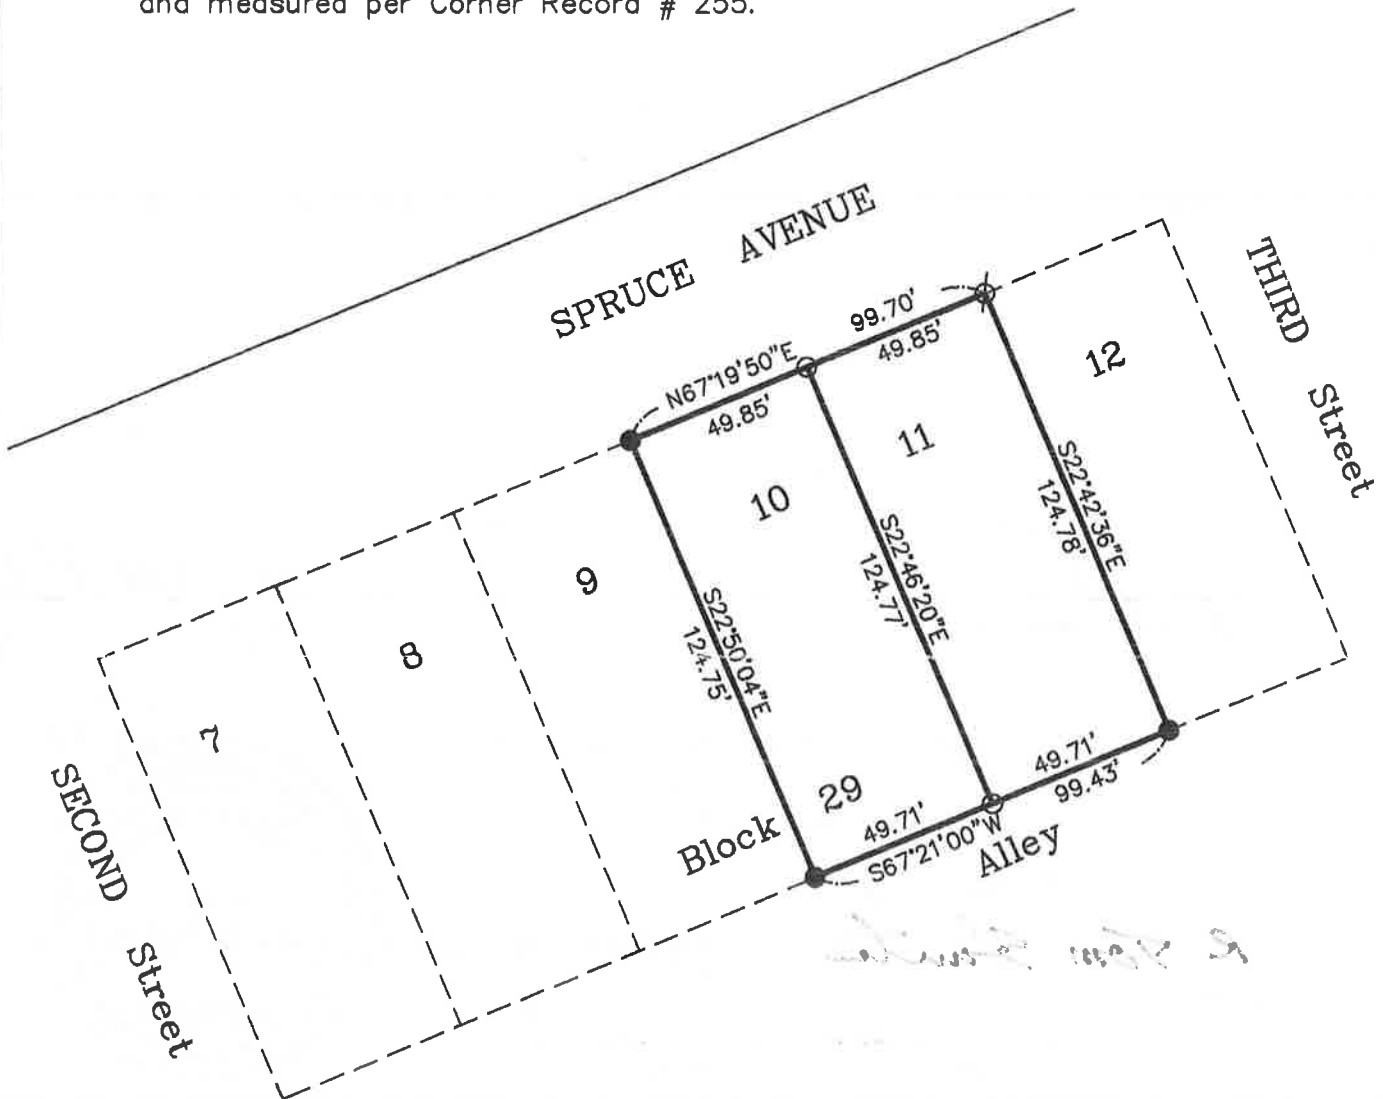 and measured per Corner Record # 255.
SPRUCE AVENUE
THIRD Street
99.70'
N67°19'50"E
49.85'
49.85'
12
11
10
9
8
7
S22°42'36"E
124.78'
S22°46'20"E
124.77'
S22°50'04"E
124.75'
SECOND Street
Block 29
49.71'
99.43'
49.71'
S67°21'00"W
Alley